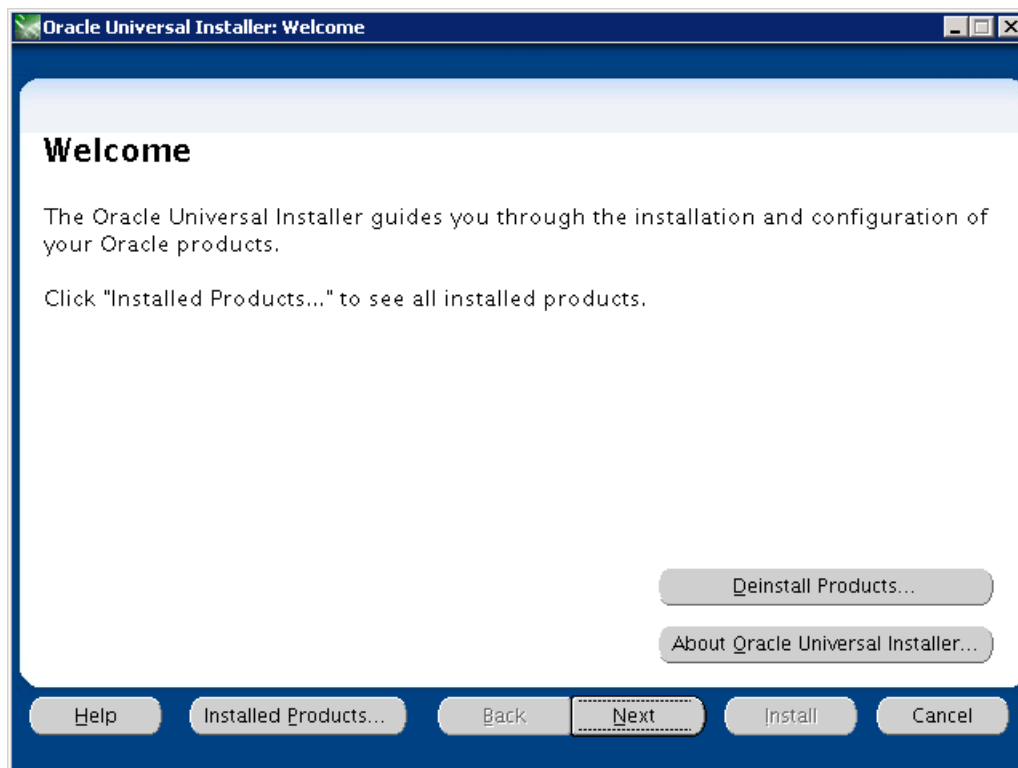 Oracle Universal Installer: Welcome
Welcome
The Oracle Universal Installer guides you through the installation and configuration of
your Oracle products.
Click "Installed Products..." to see all installed products.
Deinstall Products...
About Oracle Universal Installer...
Help
Installed Products...
Back
Next
Install
Cancel